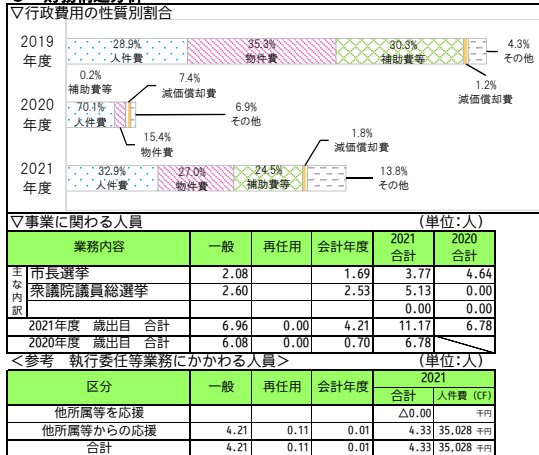 ▽行政費用の性質別割合
2019
年度
28.9%
人件費
35.3%
物件費
30.3%
補助費等
4.3%
その他
1.2%
減価償却費
0.2%
補助費等
7.4%
減価償却費
2020
年度
70.1%
人件費
6.9%
その他
15.4%
物件費
1.8%
減価償却費
2021
年度
32.9%
人件費
27.0%
物件費
24.5%
補助費等
13.8%
その他
▽事業に関わる人員 (単位:人)
業務内容 一般 再任用 会計年度 2021 合計 2020 合計
主な内訳
市長選挙 2.08 1.69 3.77 4.64
衆議院議員総選挙 2.60 2.53 5.13 0.00
0.00 0.00
2021年度 歳出目 合計 6.96 0.00 4.21 11.17 6.78
2020年度 歳出目 合計 6.08 0.00 0.70 6.78
<参考 執行委任等業務にかかわる人員> (単位:人)
区分 一般 再任用 会計年度 2021
合計 人件費 (CF)
他所属等を応援 △0.00 千円
他所属等からの応援 4.21 0.11 0.01 4.33 35,028 千円
合計 4.21 0.11 0.01 4.33 35,028 千円